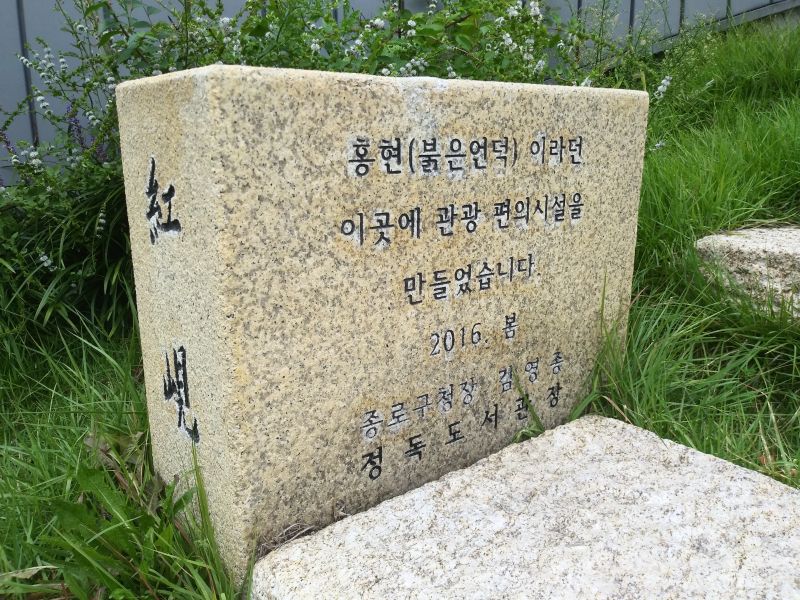 紅峴
홍현(붉은언덕) 이라던
이곳에 관광 편의시설을
만들었습니다.
2016. 봄
종로구청장 김영종
정독도서관장